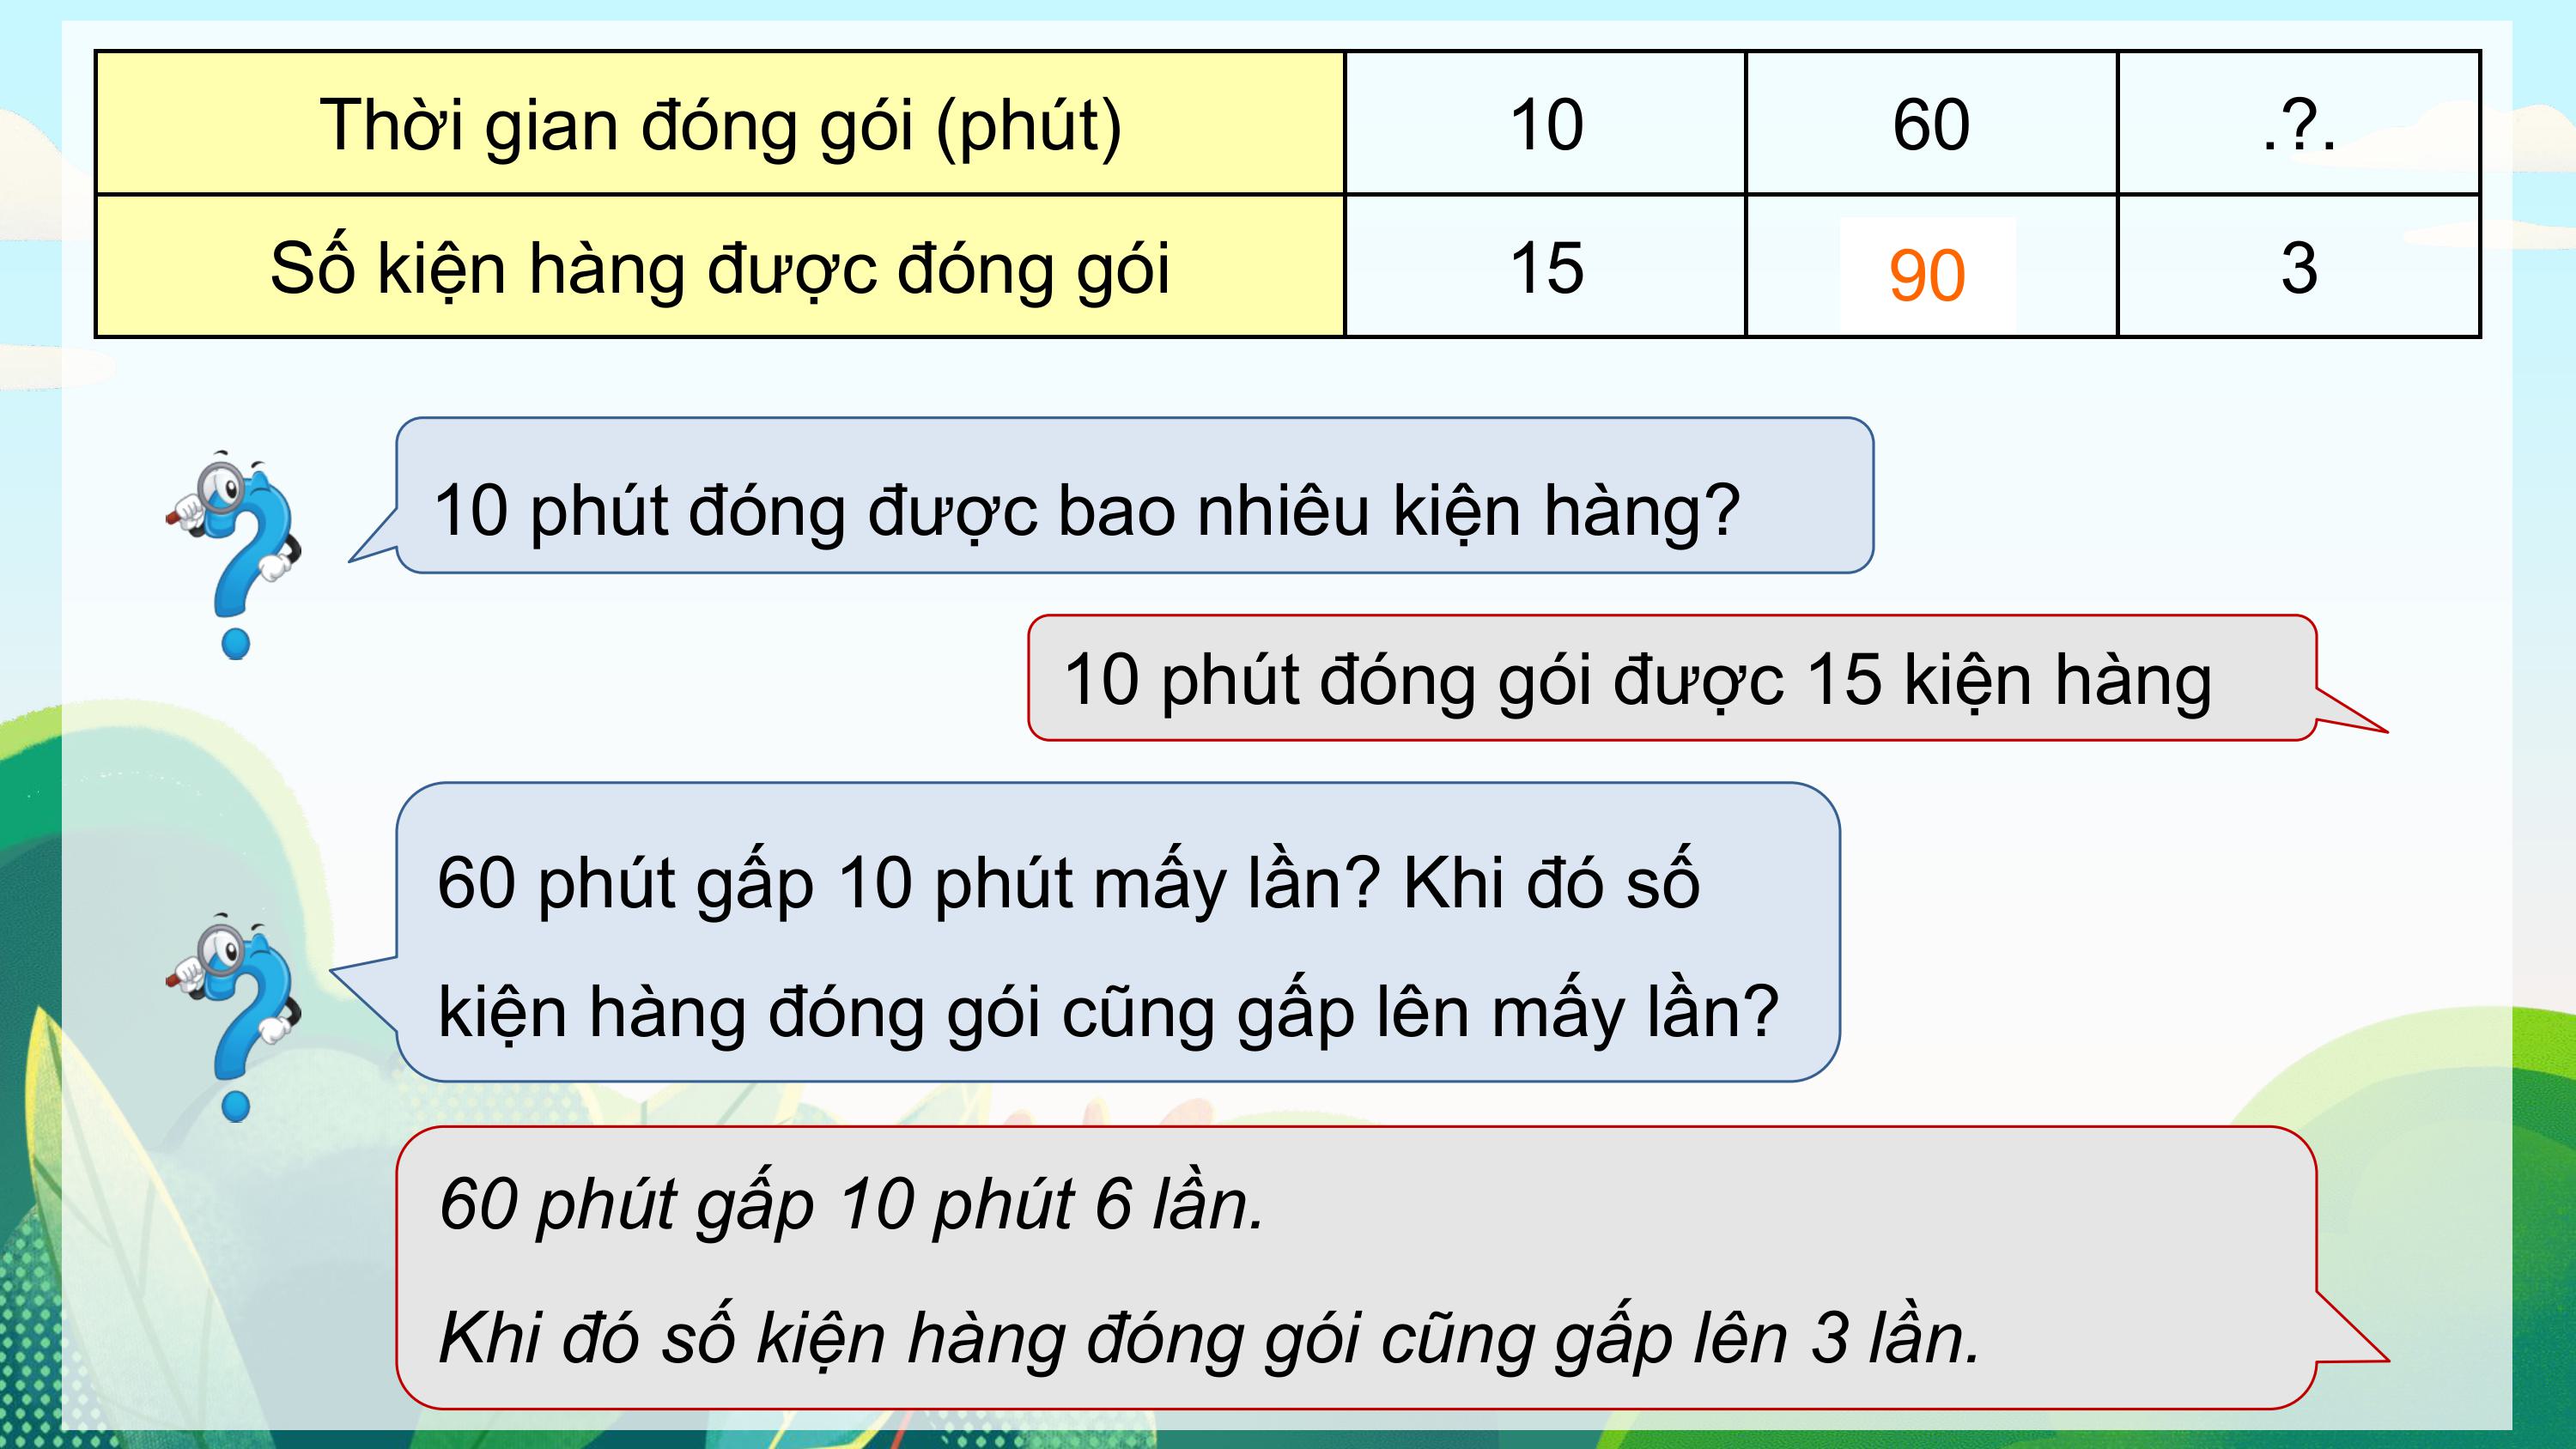 Thời gian đóng gói (phút) 10 60 .?.
Số kiện hàng được đóng gói 15 90 3
10 phút đóng được bao nhiêu kiện hàng?
10 phút đóng gói được 15 kiện hàng
60 phút gấp 10 phút mấy lần? Khi đó số
kiện hàng đóng gói cũng gấp lên mấy lần?
60 phút gấp 10 phút 6 lần.
Khi đó số kiện hàng đóng gói cũng gấp lên 3 lần.